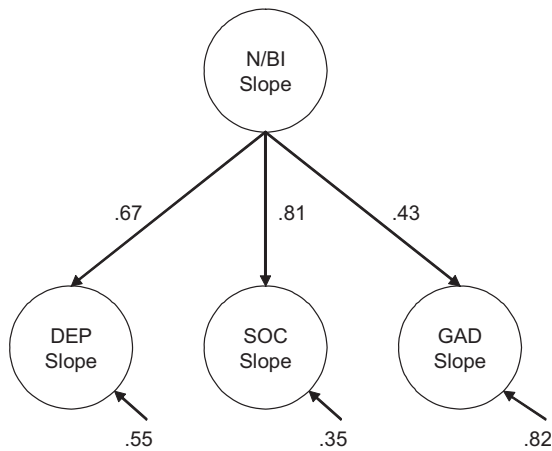 N/BI
Slope
.67
.81
.43
DEP
Slope
SOC
Slope
GAD
Slope
.55
.35
.82